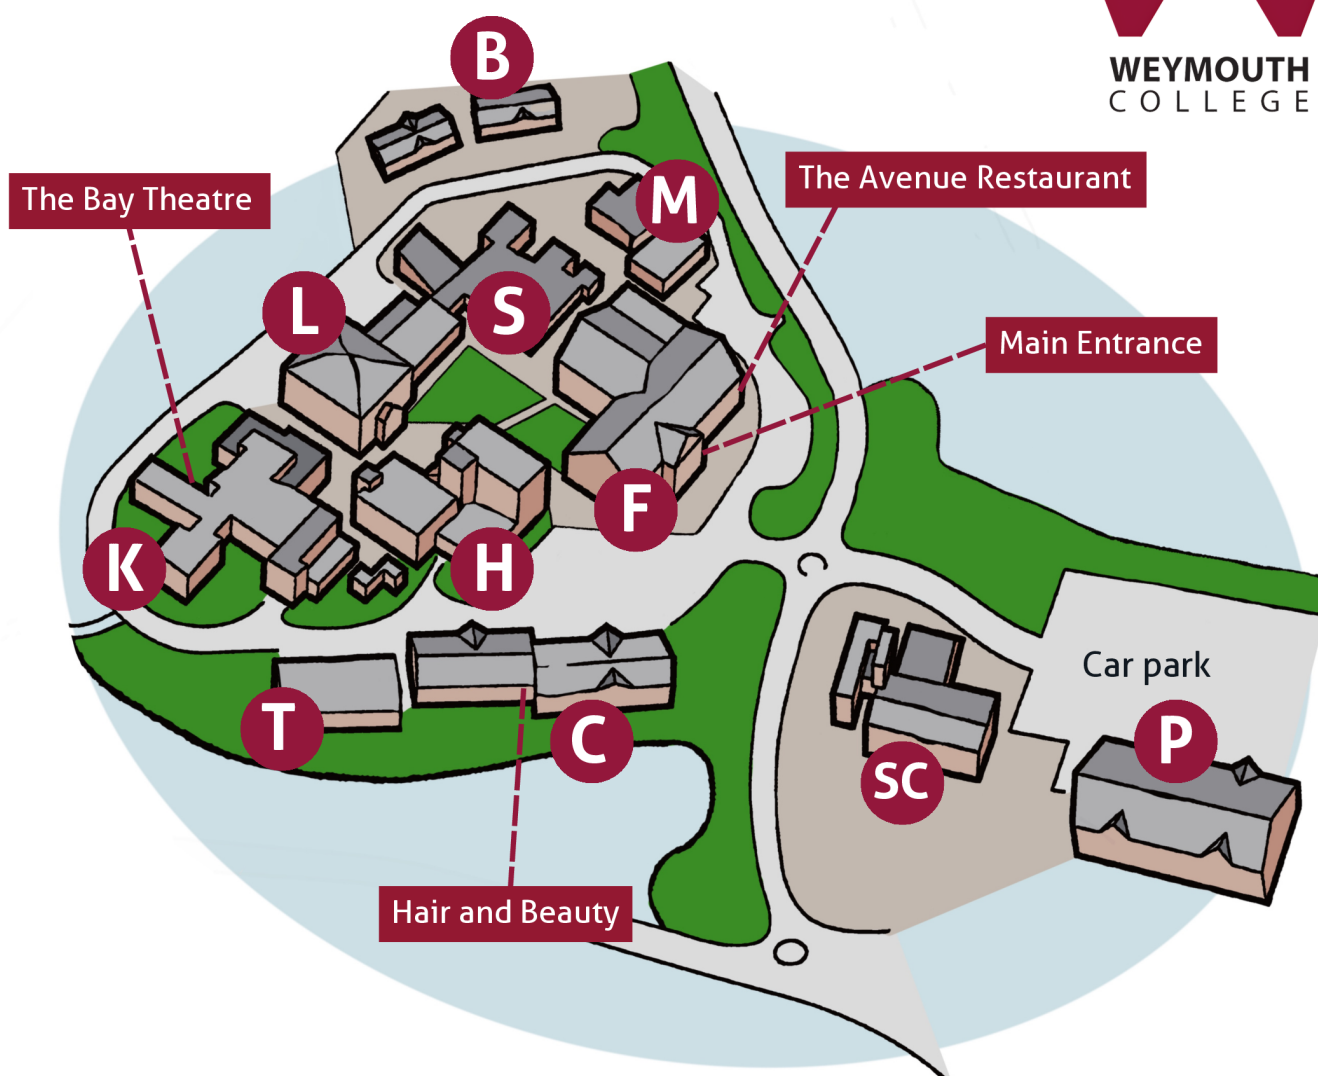 B
WEYMOUTH
COLLEGE
The Bay Theatre
M
The Avenue Restaurant
L
S
Main Entrance
F
K
H
Car park
T
C
P
SC
Hair and Beauty